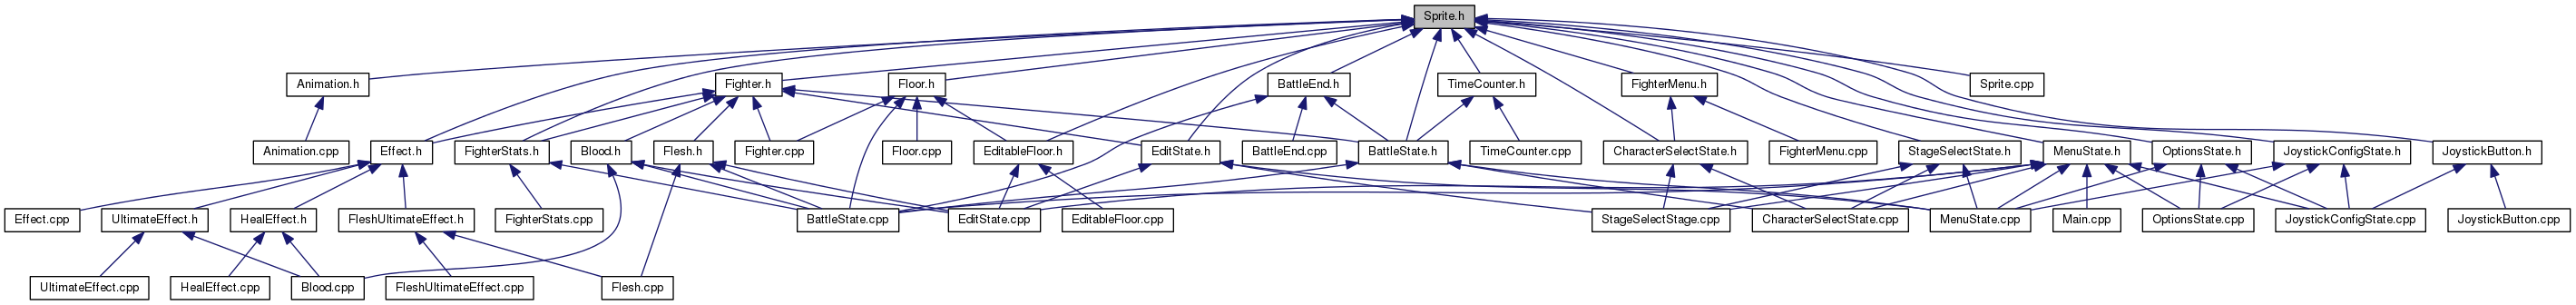 Sprite.h
Animation.h
Fighter.h
Floor.h
BattleEnd.h
TimeCounter.h
FighterMenu.h
Sprite.cpp
Animation.cpp
Effect.h
FighterStats.h
Blood.h
Flesh.h
Fighter.cpp
Floor.cpp
EditableFloor.h
EditState.h
BattleEnd.cpp
BattleState.h
TimeCounter.cpp
CharacterSelectState.h
FighterMenu.cpp
StageSelectState.h
MenuState.h
OptionsState.h
JoystickConfigState.h
JoystickButton.h
Effect.cpp
UltimateEffect.h
HealEffect.h
FleshUltimateEffect.h
FighterStats.cpp
BattleState.cpp
EditState.cpp
EditableFloor.cpp
StageSelectStage.cpp
CharacterSelectState.cpp
MenuState.cpp
Main.cpp
OptionsState.cpp
JoystickConfigState.cpp
JoystickButton.cpp
UltimateEffect.cpp
HealEffect.cpp
Blood.cpp
FleshUltimateEffect.cpp
Flesh.cpp